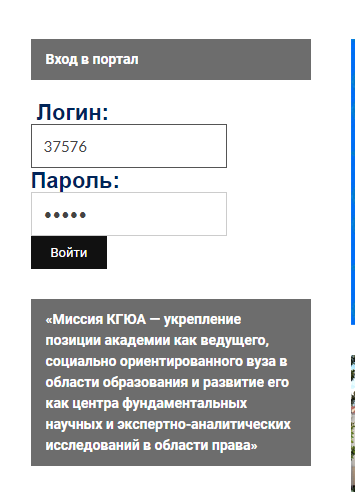 Вход в портал
Логин:
37576
Пароль:
•••••
Войти
«Миссия КГЮА — укрепление
позиции академии как ведущего,
социально ориентированного вуза в
области образования и развитие его
как центра фундаментальных
научных и экспертно-аналитических
исследований в области права»